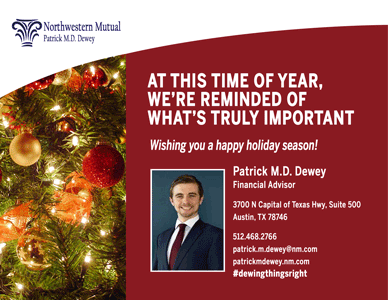 Northwestern Mutual
Patrick M.D. Dewey
AT THIS TIME OF YEAR,
WE'RE REMINDED OF
WHAT'S TRULY IMPORTANT
Wishing you a happy holiday season!
Patrick M.D. Dewey
Financial Advisor
3700 N Capital of Texas Hwy, Suite 500
Austin, TX 78746
512.468.2766
patrick.m.dewey@nm.com
patrickmdewey.nm.com
#dewingthingsright